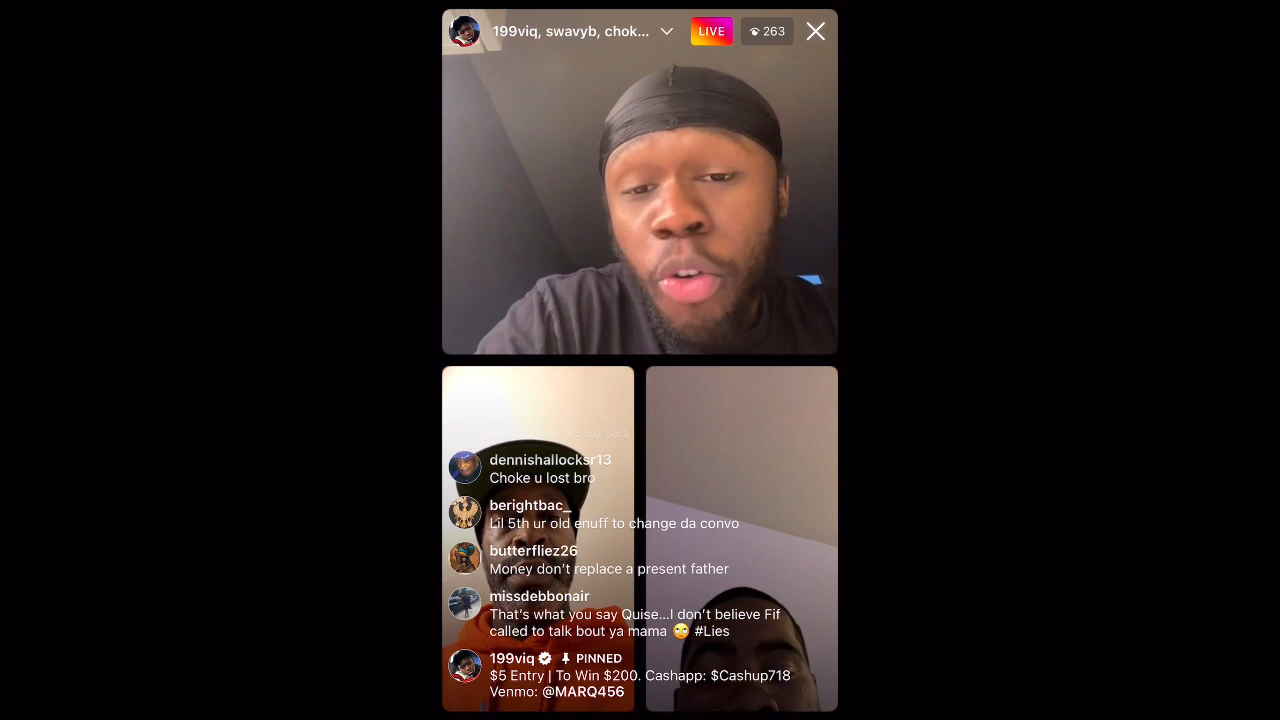 199viq, swavyb, chok...
LIVE
263
so sad
dennishallocksr13
Choke u lost bro
berightbac_
Lil 5th ur old enuff to change da convo
butterfliez26
Money don’t replace a present father
missdebbonair
That’s what you say Quise...I don’t believe Fif
called to talk bout ya mama 🙄 #Lies
199viq PINNED
$5 Entry | To Win $200. Cashapp: $Cashup718
Venmo: @MARQ456